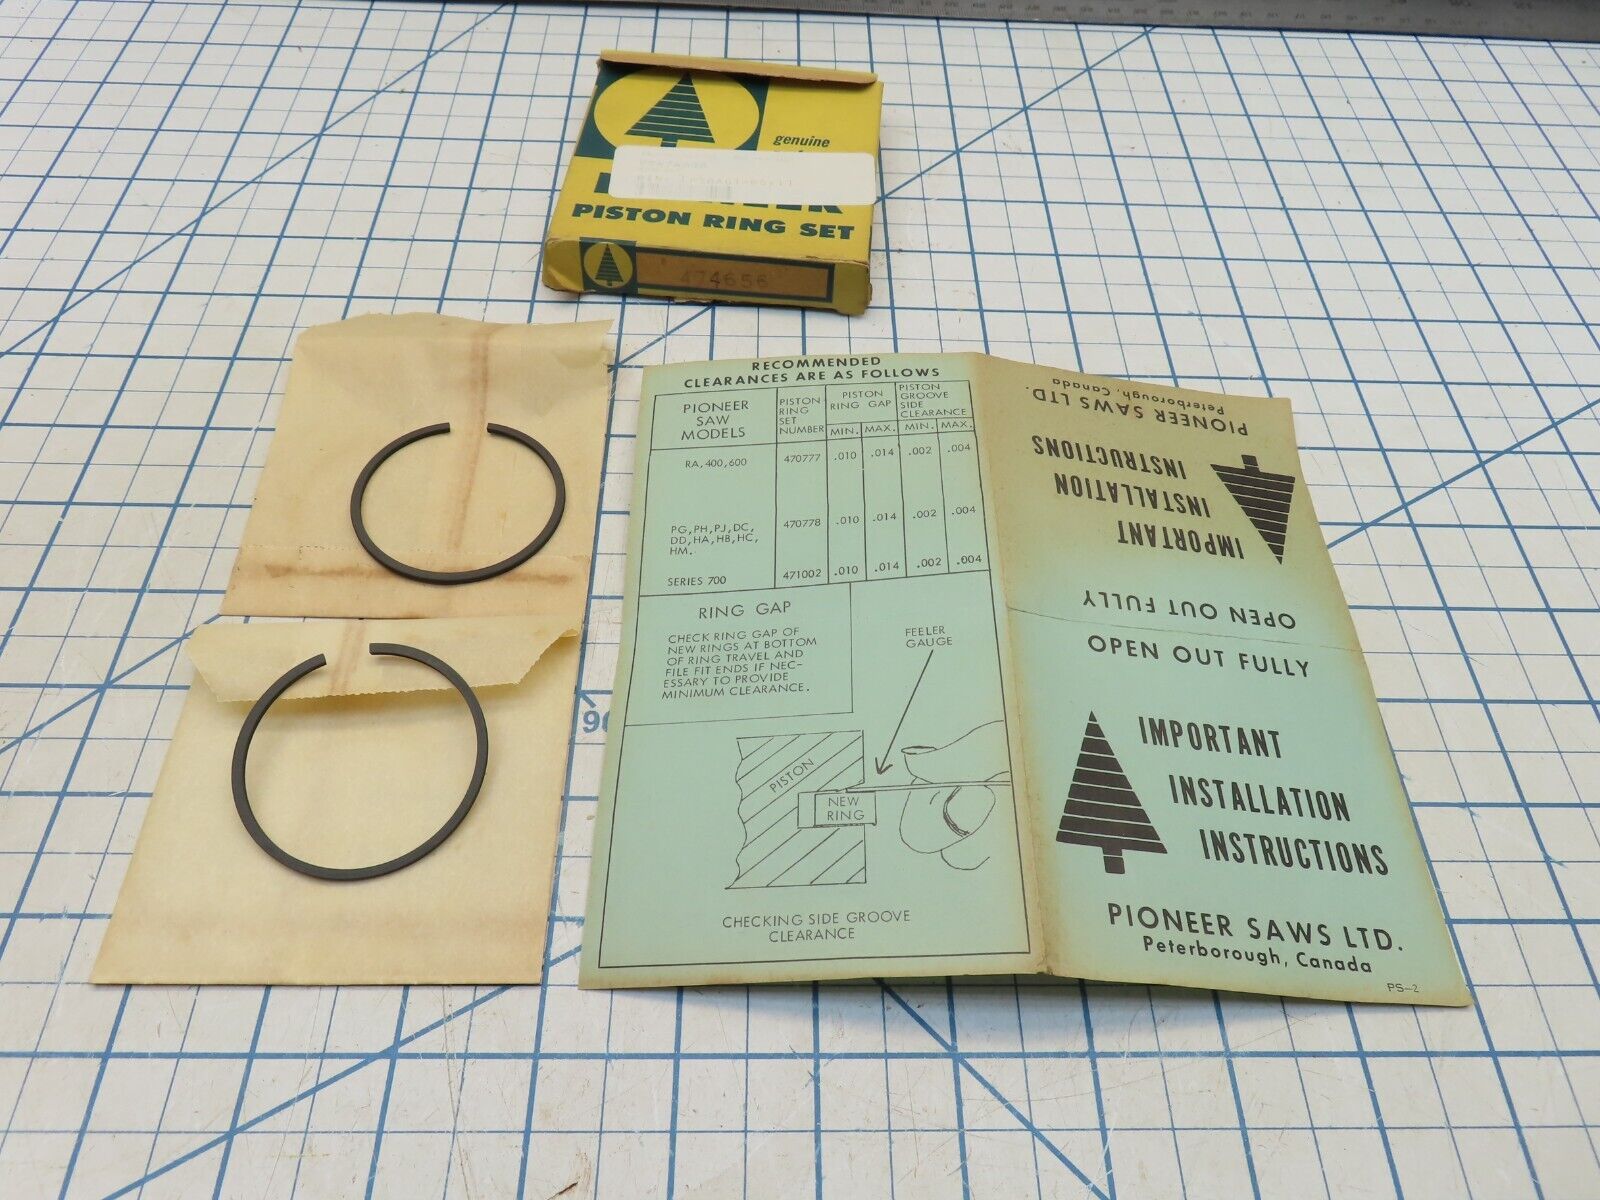 genuine
PISTON RING SET
474656
RECOMMENDED
CLEARANCES ARE AS FOLLOWS
PIONEER
SAW
MODELS
PISTON
RING
SET
NUMBER
PISTON
RING GAP
PISTON
GROOVE
SIDE
CLEARANCE
MIN. MAX. MIN. MAX.
RA, 400, 600 470777 .010 .014 .002 .004
PG, PH, PJ, DC, 470778 .010 .014 .002 .004
DD, HA, HB, HC,
HM.
SERIES 700 471002 .010 .014 .002 .004
RING GAP
CHECK RING GAP OF
NEW RINGS AT BOTTOM
OF RING TRAVEL AND
FILE FIT ENDS IF NEC-
ESSARY TO PROVIDE
MINIMUM CLEARANCE.
FEELER
GAUGE
PISTON
NEW
RING
CHECKING SIDE GROOVE
CLEARANCE
PIONEER SAWS LTD.
Peterborough, Canada
IMPORTANT
INSTALLATION
INSTRUCTIONS
OPEN OUT FULLY
OPEN OUT FULLY
IMPORTANT
INSTALLATION
INSTRUCTIONS
PIONEER SAWS LTD.
Peterborough, Canada
PS-2